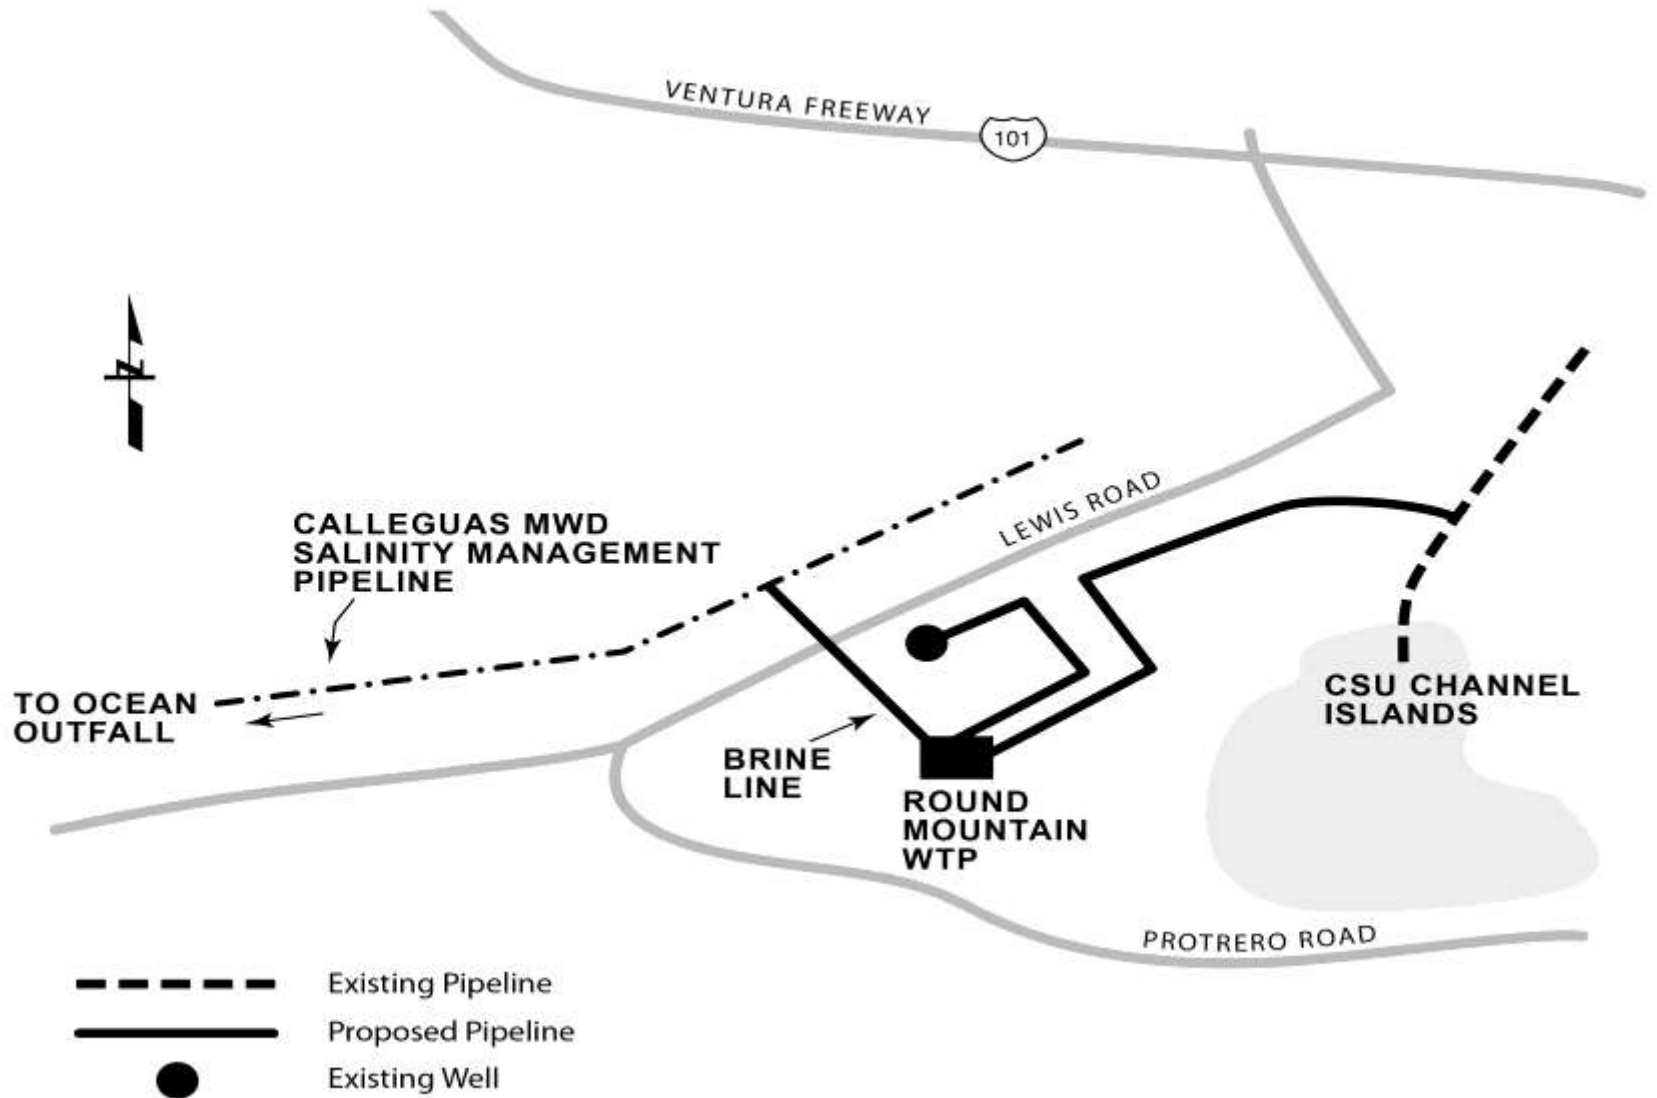 VENTURA FREEWAY
101
N
LEWIS ROAD
CALLEGUAS MWD
SALINITY MANAGEMENT
PIPELINE
TO OCEAN
OUTFALL
BRINE
LINE
ROUND
MOUNTAIN
WTP
CSU CHANNEL
ISLANDS
PROTRERO ROAD
Existing Pipeline
Proposed Pipeline
Existing Well